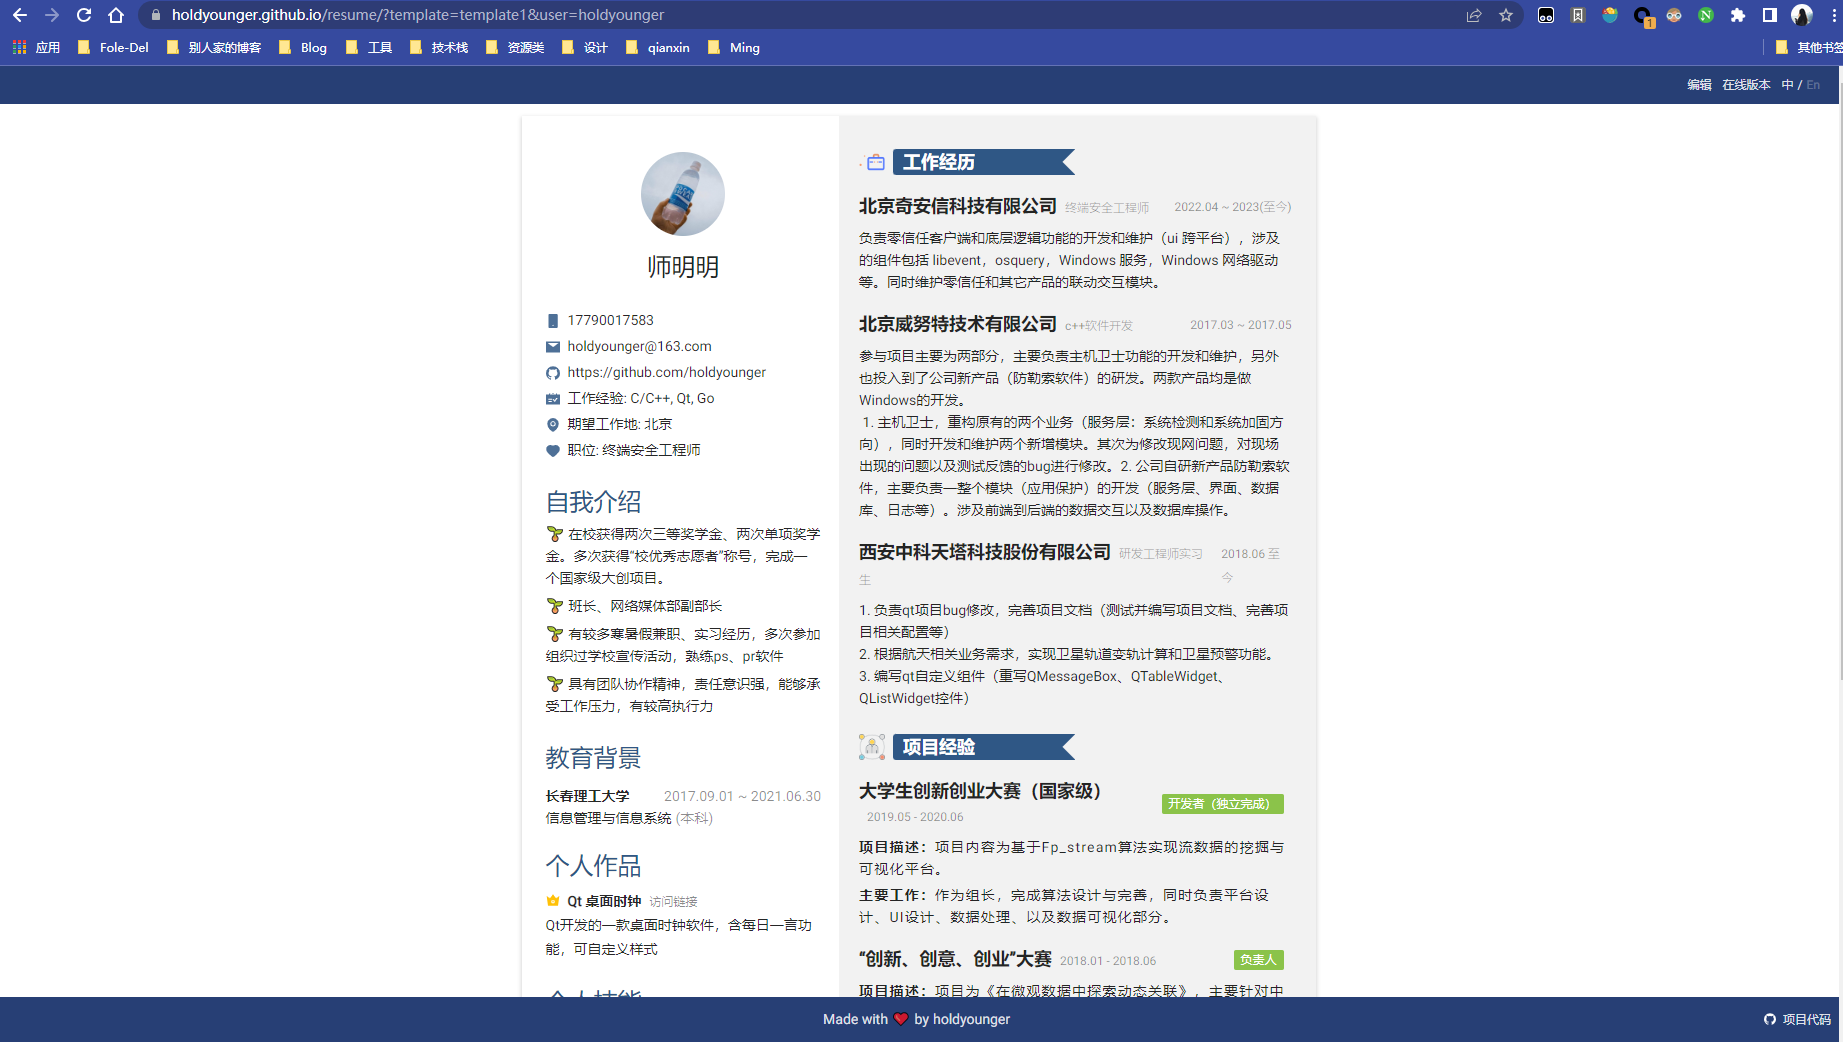 holdyounger.github.io/resume/?template=template1&user=holdyounger
1
应用 Fole-Del 别人家的博客 Blog 工具 技术栈 资源类 设计 qianxin Ming 其他书签
编辑 在线版本 中 / En
师明明
17790017583
holdyounger@163.com
https://github.com/holdyounger
工作经验: C/C++, Qt, Go
期望工作地: 北京
职位: 终端安全工程师
自我介绍
在校获得两次三等奖学金、两次单项奖学
金。多次获得“校优秀志愿者”称号，完成一
个国家级大创项目。
班长、网络媒体部副部长
有较多寒暑假兼职、实习经历，多次参加
组织过学校宣传活动，熟练ps、pr软件
具有团队协作精神，责任意识强，能够承
受工作压力，有较高执行力
教育背景
长春理工大学 2017.09.01 ~ 2021.06.30
信息管理与信息系统 (本科)
个人作品
Qt 桌面时钟 访问链接
Qt开发的一款桌面时钟软件，含每日一言功
能，可自定义样式
个人技能
工作经历
北京奇安信科技有限公司 终端安全工程师 2022.04 ~ 2023(至今)
负责零信任客户端和底层逻辑功能的开发和维护（ui 跨平台），涉及
的组件包括 libevent，osquery，Windows 服务，Windows 网络驱动
等。同时维护零信任和其它产品的联动交互模块。
北京威努特技术有限公司 c++软件开发 2017.03 ~ 2017.05
参与项目主要为两部分，主要负责主机卫士功能的开发和维护，另外
也投入到了公司新产品（防勒索软件）的研发。两款产品均是做
Windows的开发。
1. 主机卫士，重构原有的两个业务（服务层：系统检测和系统加固方
向），同时开发和维护两个新增模块。其次为修改现网问题，对现场
出现的问题以及测试反馈的bug进行修改。2. 公司自研新产品防勒索软
件，主要负责一整个模块（应用保护）的开发（服务层、界面、数据
库、日志等）。涉及前端到后端的数据交互以及数据库操作。
西安中科天塔科技股份有限公司 研发工程师实习 2018.06 至
生 今
1. 负责qt项目bug修改，完善项目文档（测试并编写项目文档、完善项
目相关配置等）
2. 根据航天相关业务需求，实现卫星轨道变轨计算和卫星预警功能。
3. 编写qt自定义组件（重写QMessageBox、QTableWidget、
QListWidget控件）
项目经验
大学生创新创业大赛（国家级） 开发者（独立完成）
2019.05 - 2020.06
项目描述：项目内容为基于Fp_stream算法实现流数据的挖掘与
可视化平台。
主要工作：作为组长，完成算法设计与完善，同时负责平台设
计、UI设计、数据处理、以及数据可视化部分。
“创新、创意、创业”大赛 2018.01 - 2018.06 负责人
项目描述：项目为《在微观数据中探索动态关联》，主要针对中
Made with ❤ by holdyounger
项目代码